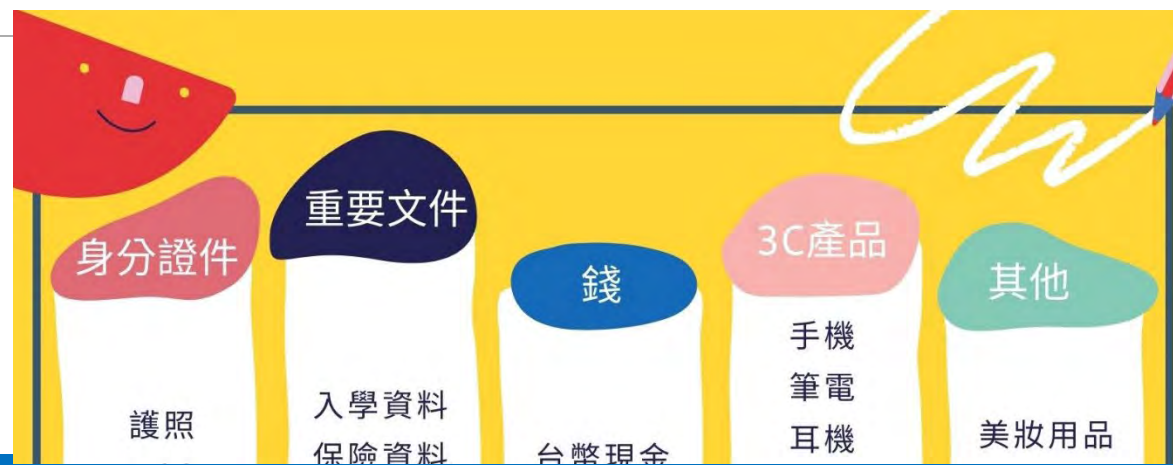 身分證件
護照
重要文件
入學資料
保險資料
錢
台幣現金
3C產品
手機
筆電
耳機
其他
美妝用品